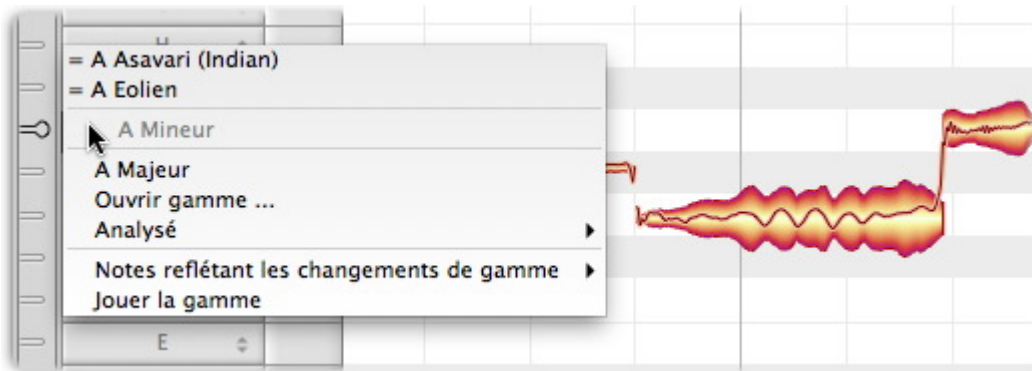 H
= A Asavari (Indian)
= A Eolien
A Mineur
A Majeur
Ouvrir gamme ...
Analysé
Notes reflétant les changements de gamme
Jouer la gamme
E